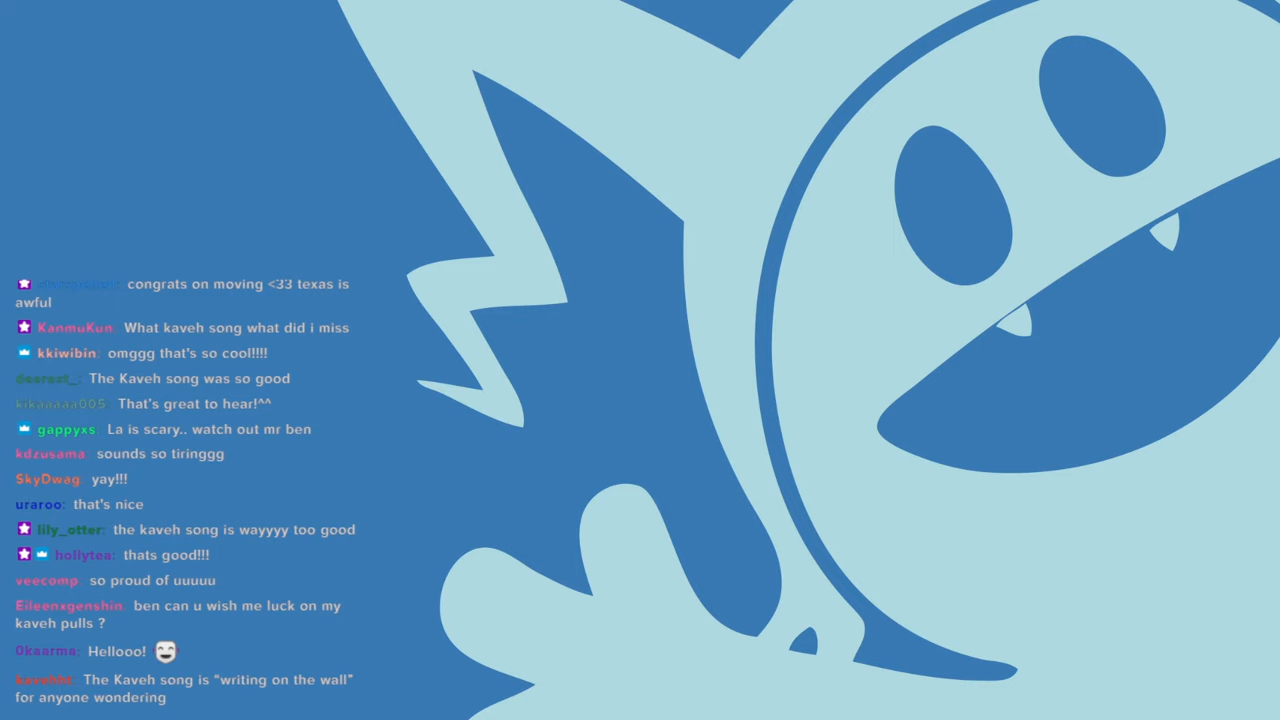 congrats on moving <33 texas is
awful
KanmuKun: What kaveh song what did i miss
kkiwibin: omggg that's so cool!!!!
dearest_: The Kaveh song was so good
kikaaaa005: That's great to hear!^^
gappyxs: La is scary.. watch out mr ben
kdzusama: sounds so tiringgg
SkyDwag: yay!!!
uraroo: that's nice
lily_otter: the kaveh song is wayyyy too good
hollytea: thats good!!!
veecomp: so proud of uuuuu
Eileenxgenshin: ben can u wish me luck on my
kaveh pulls ?
0kaarma: Hellooo!
kavehht: The Kaveh song is "writing on the wall"
for anyone wondering